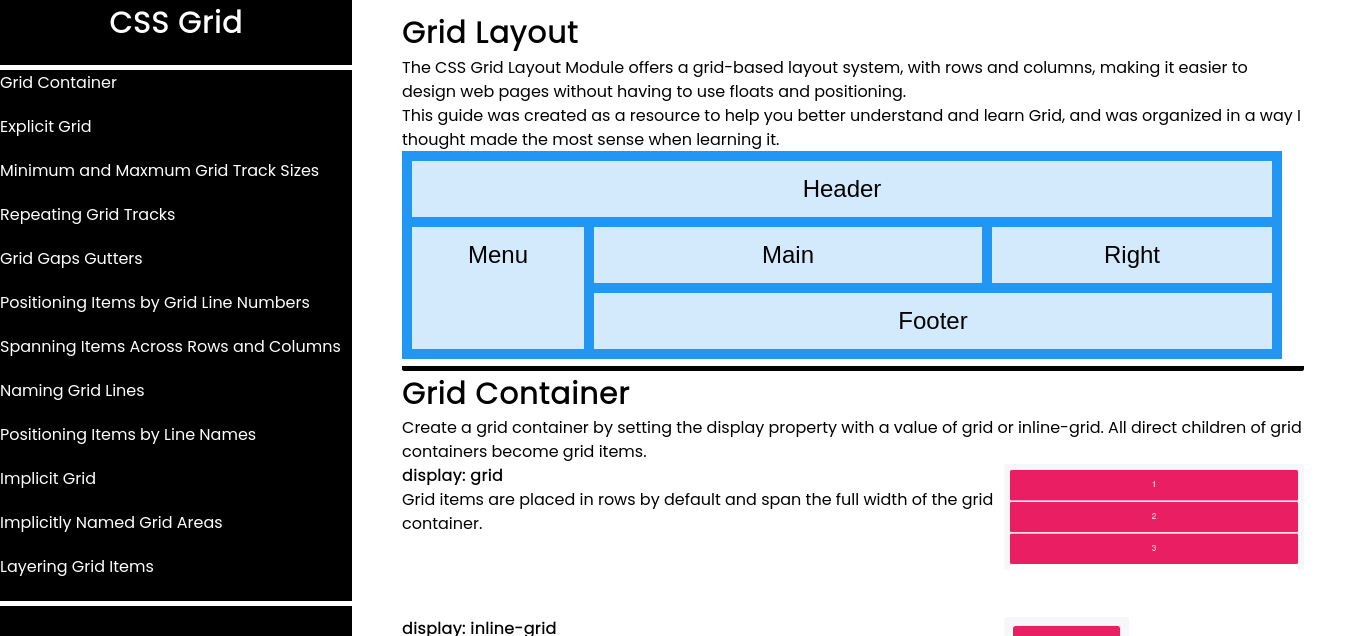 CSS Grid
Grid Container
Explicit Grid
Minimum and Maxmum Grid Track Sizes
Repeating Grid Tracks
Grid Gaps Gutters
Positioning Items by Grid Line Numbers
Spanning Items Across Rows and Columns
Naming Grid Lines
Positioning Items by Line Names
Implicit Grid
Implicitly Named Grid Areas
Layering Grid Items
Grid Layout
The CSS Grid Layout Module offers a grid-based layout system, with rows and columns, making it easier to
design web pages without having to use floats and positioning.
This guide was created as a resource to help you better understand and learn Grid, and was organized in a way I
thought made the most sense when learning it.
Header
Menu
Main
Right
Footer
Grid Container
Create a grid container by setting the display property with a value of grid or inline-grid. All direct children of grid
containers become grid items.
display: grid
Grid items are placed in rows by default and span the full width of the grid
container.
1
2
3
display: inline-grid